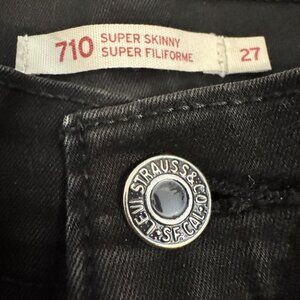 710 SUPER SKINNY
SUPER FILIFORME
27
LEVI STRAUSS & CO.
S.F. CAL.